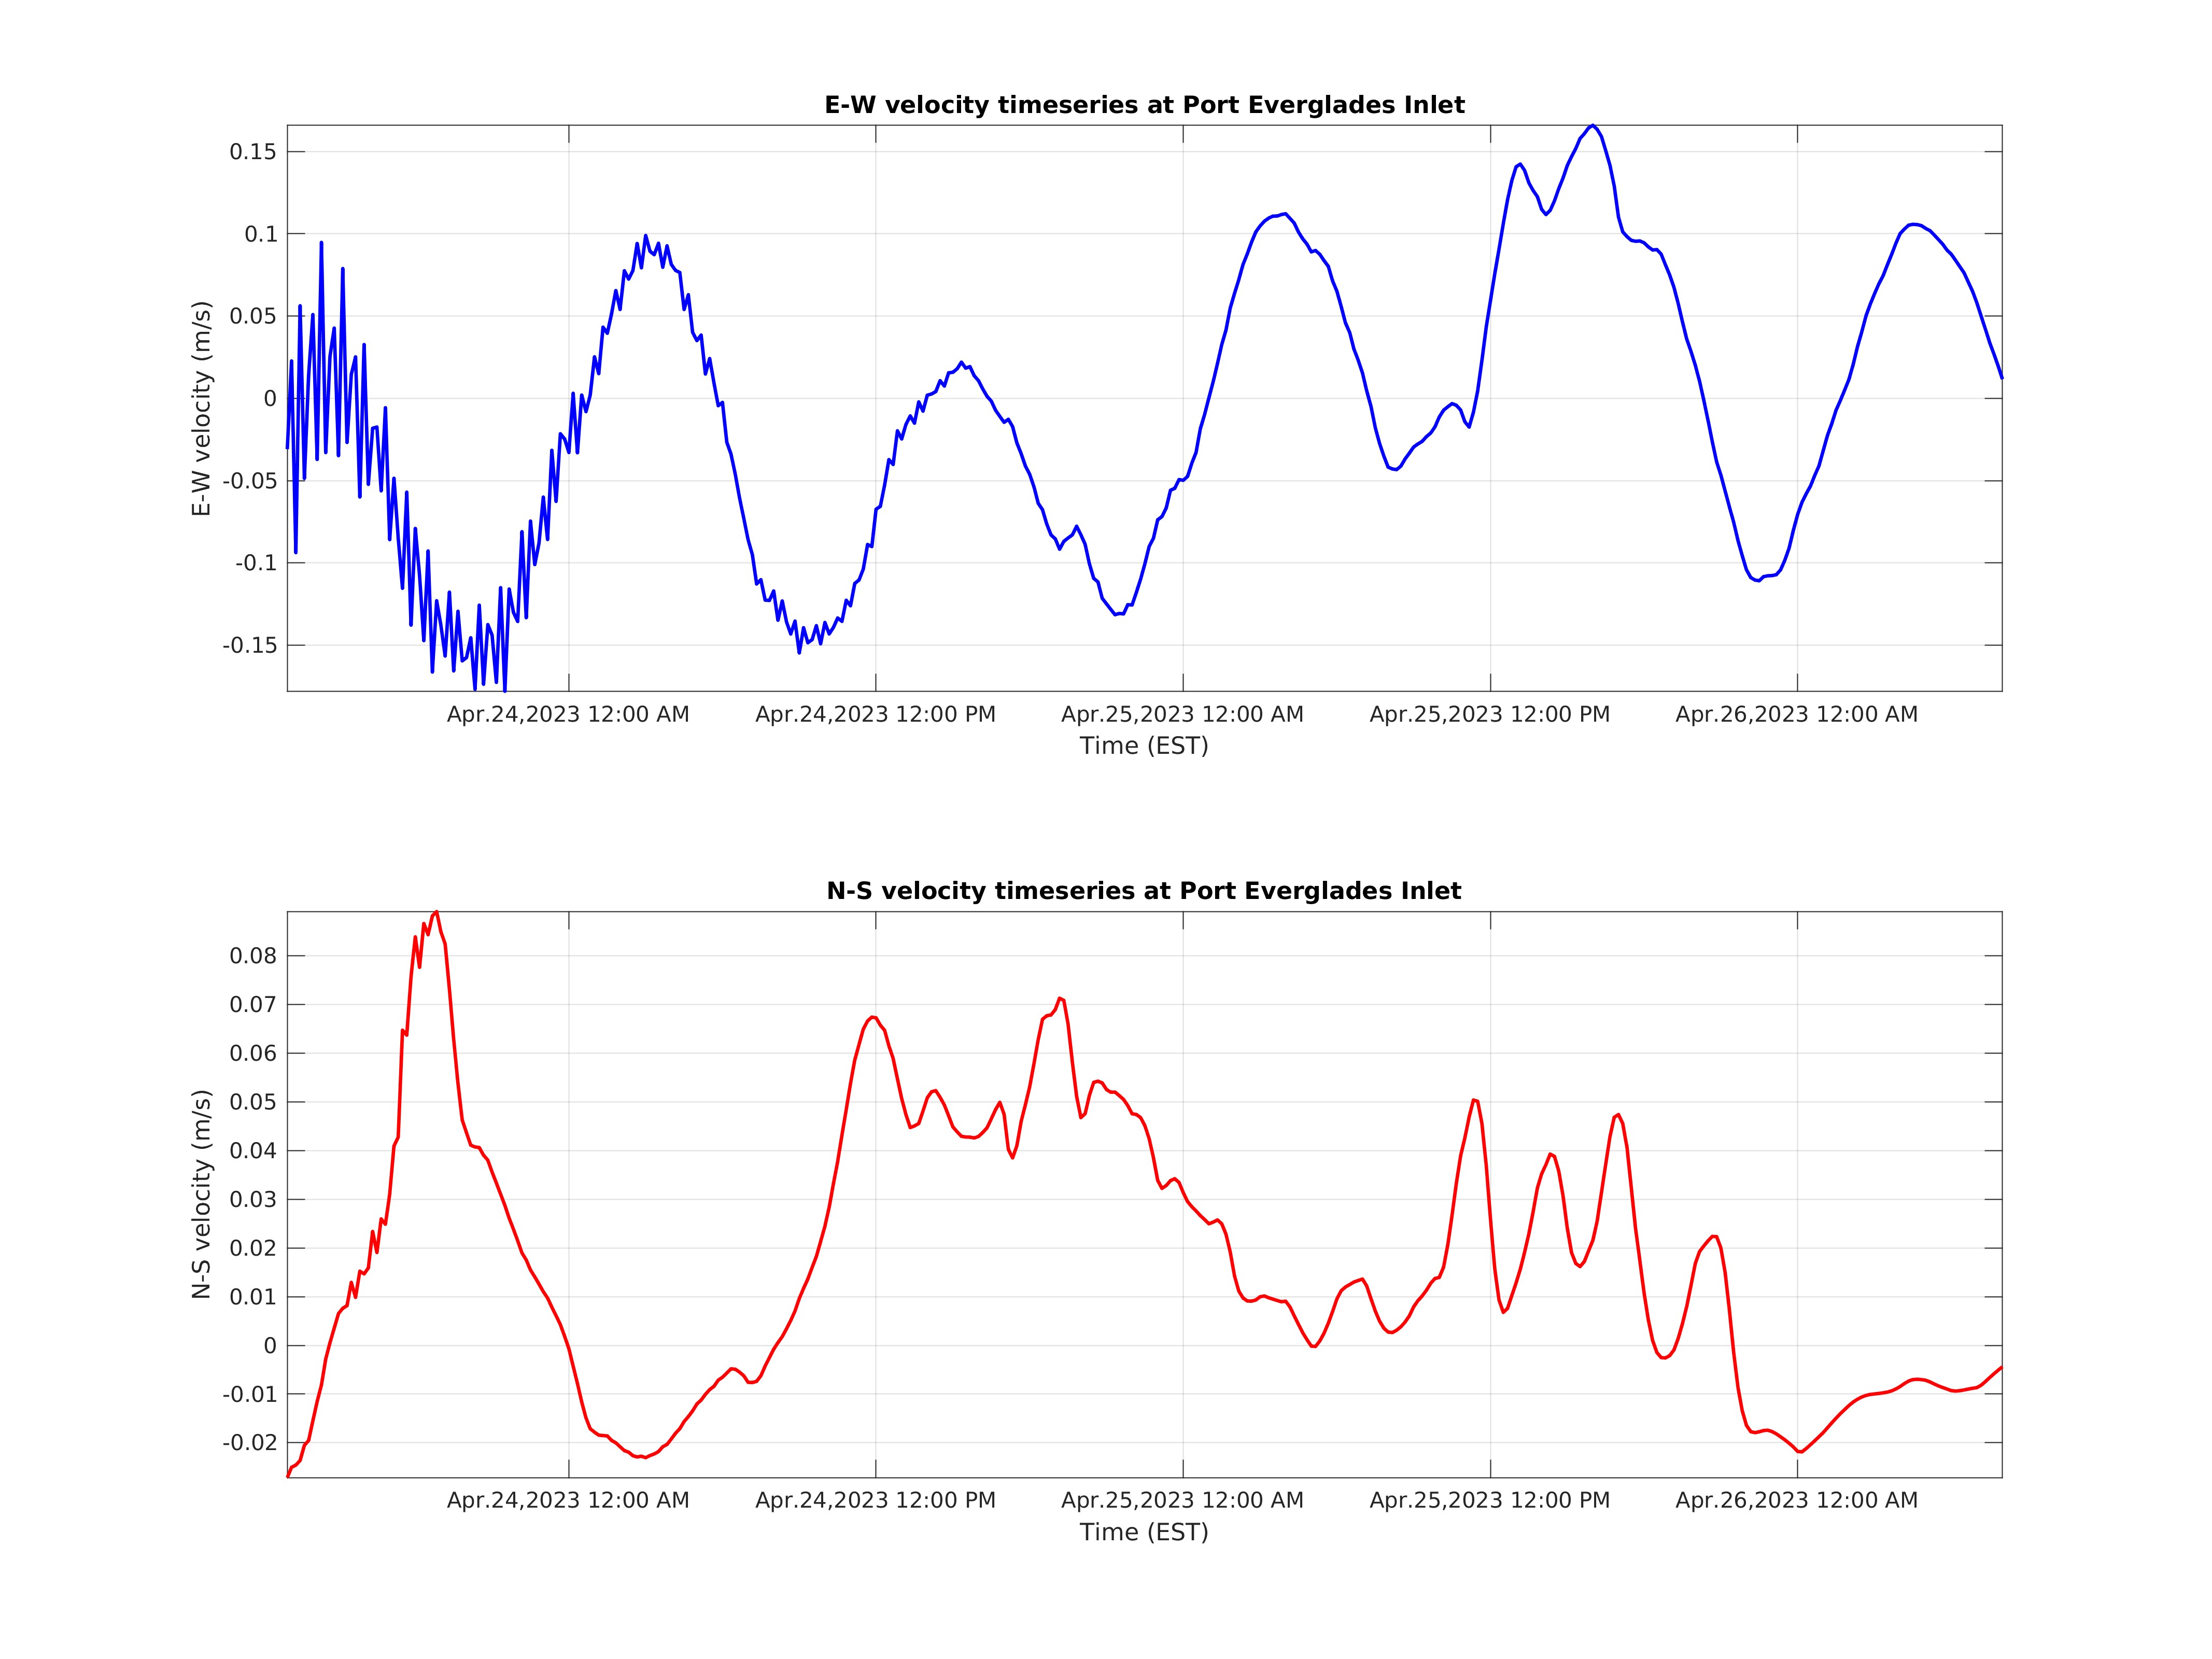 E-W velocity timeseries at Port Everglades Inlet
0.15
0.1
0.05
0
-0.05
-0.1
-0.15
E-W velocity (m/s)
Apr.24,2023 12:00 AM Apr.24,2023 12:00 PM Apr.25,2023 12:00 AM Apr.25,2023 12:00 PM Apr.26,2023 12:00 AM
Time (EST)
N-S velocity timeseries at Port Everglades Inlet
0.08
0.07
0.06
0.05
0.04
0.03
0.02
0.01
0
-0.01
-0.02
N-S velocity (m/s)
Apr.24,2023 12:00 AM Apr.24,2023 12:00 PM Apr.25,2023 12:00 AM Apr.25,2023 12:00 PM Apr.26,2023 12:00 AM
Time (EST)